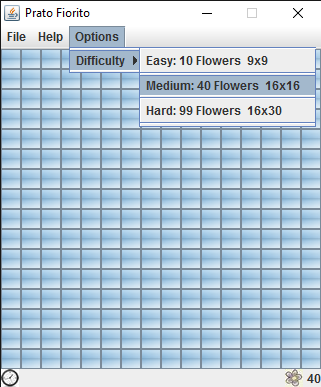 Prato Fiorito
File Help Options
Difficulty
Easy: 10 Flowers 9x9
Medium: 40 Flowers 16x16
Hard: 99 Flowers 16x30
40